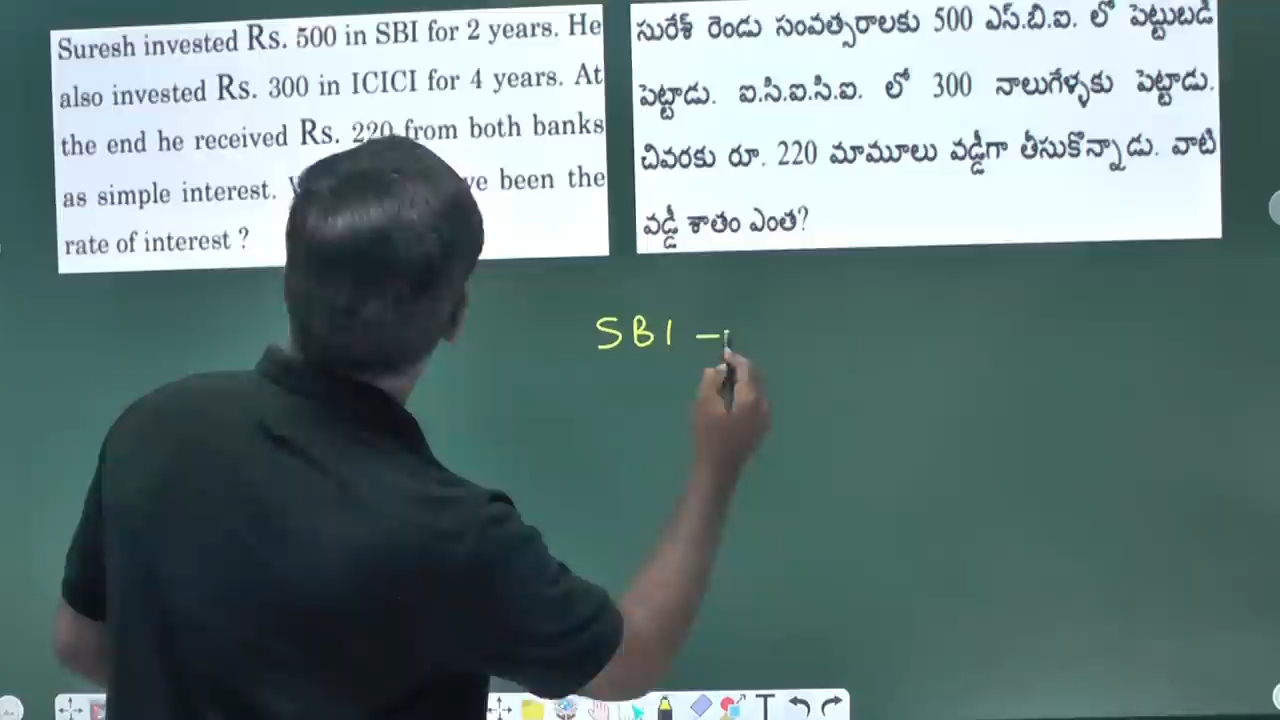 Suresh invested Rs. 500 in SBI for 2 years. He
also invested Rs. 300 in ICICI for 4 years. At
the end he received Rs. 220 from both banks
as simple interest. been the
rate of interest ?
సురేశ్ రెండు సంవత్సరాలకు 500 ఎస్.బి.ఐ. లో పెట్టుబడి
పెట్టాడు. ఐ.సి.ఐ.సి.ఐ. లో 300 నాలుగేళ్ళకు పెట్టాడు.
చివరకు రూ. 220 మామూలు వడ్డీగా తీసుకొన్నాడు. వాటి
వడ్డీ శాతం ఎంత?
SBI –